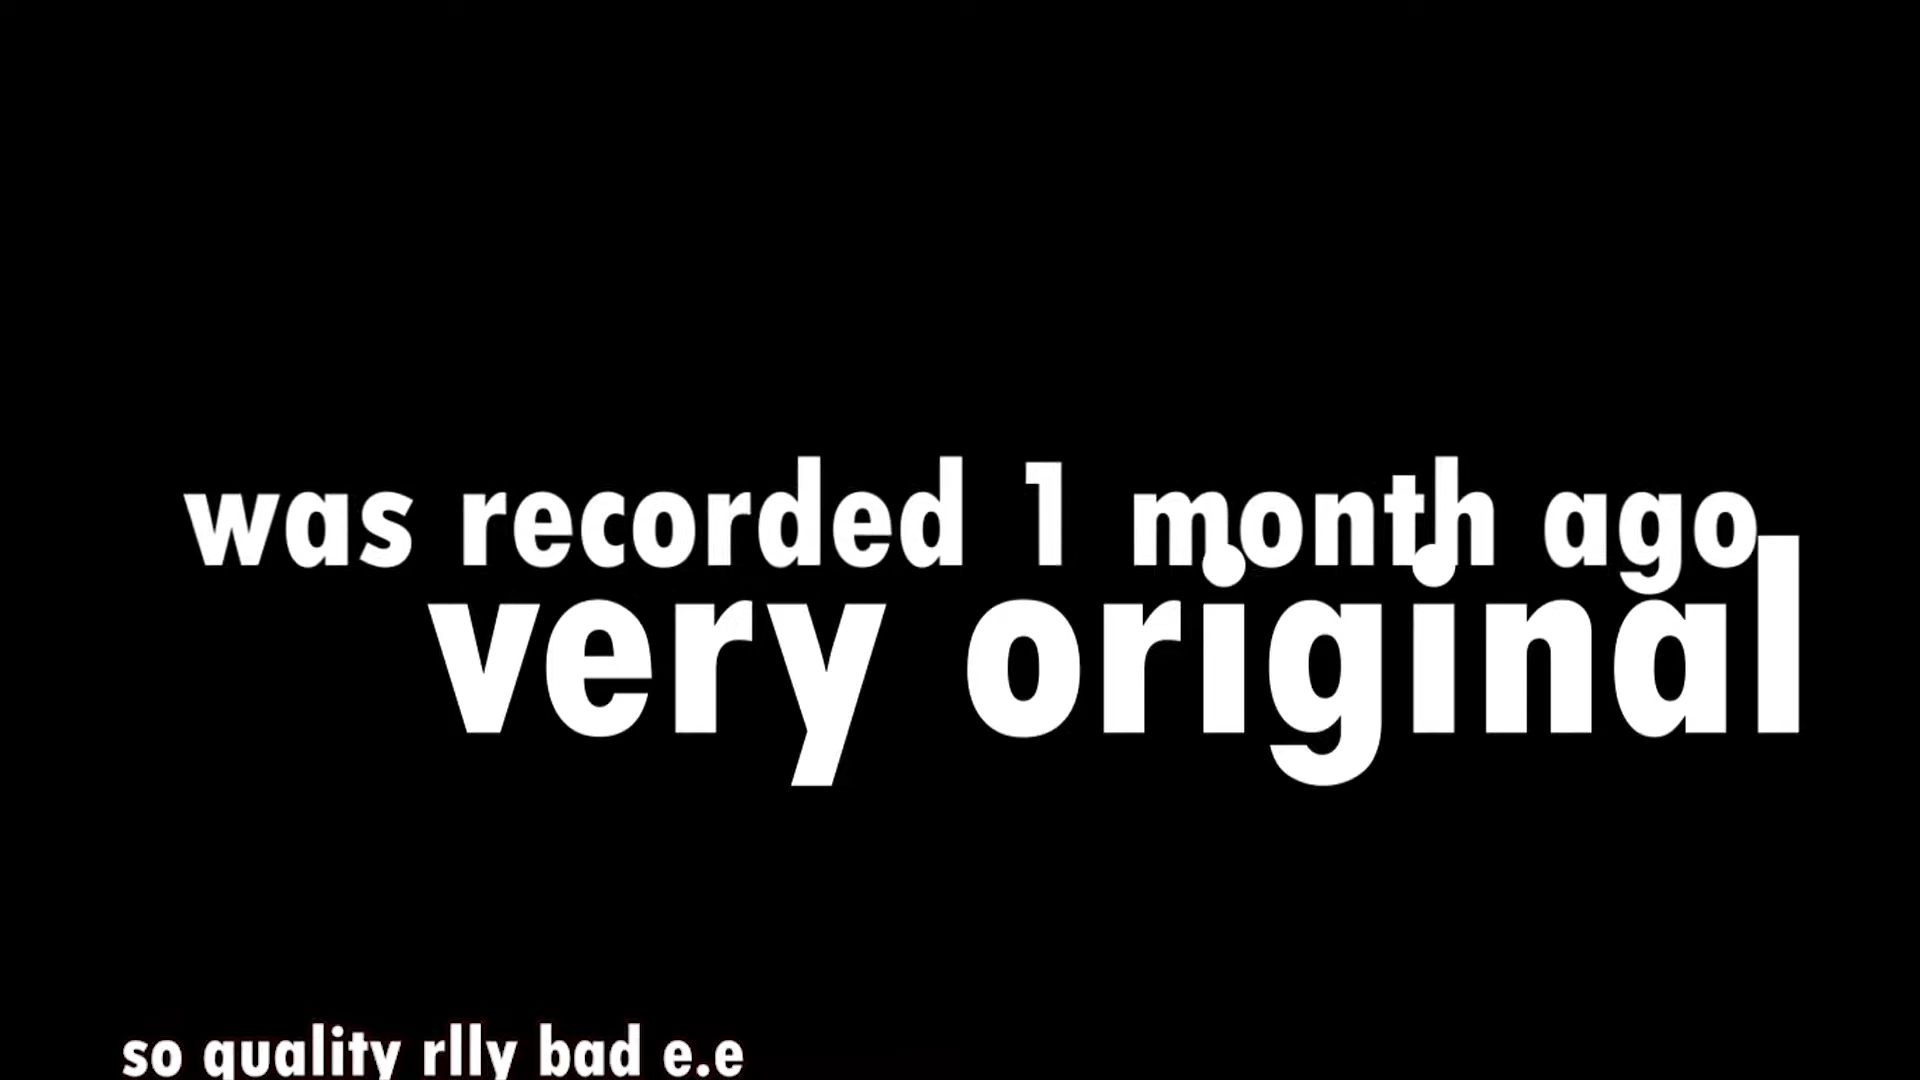 was recorded 1 month ago
very original
so quality rlly bad e.e